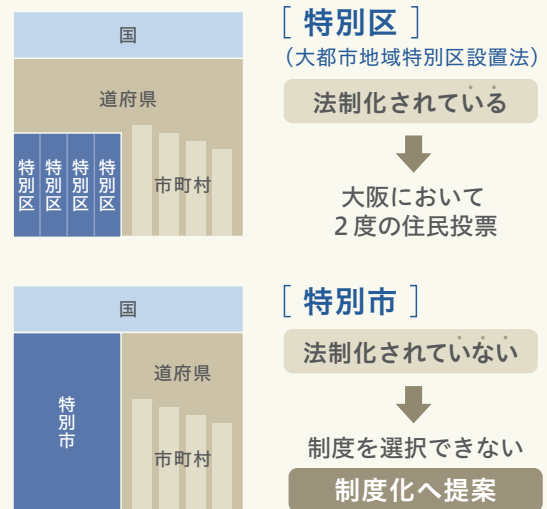 国
道府県
特別区
特別区
特別区
特別区
市町村
[ 特別区 ]
（大都市地域特別区設置法）
法制化されている
大阪において
２度の住民投票
国
特別市
道府県
市町村
[ 特別市 ]
法制化されていない
制度を選択できない
制度化へ提案